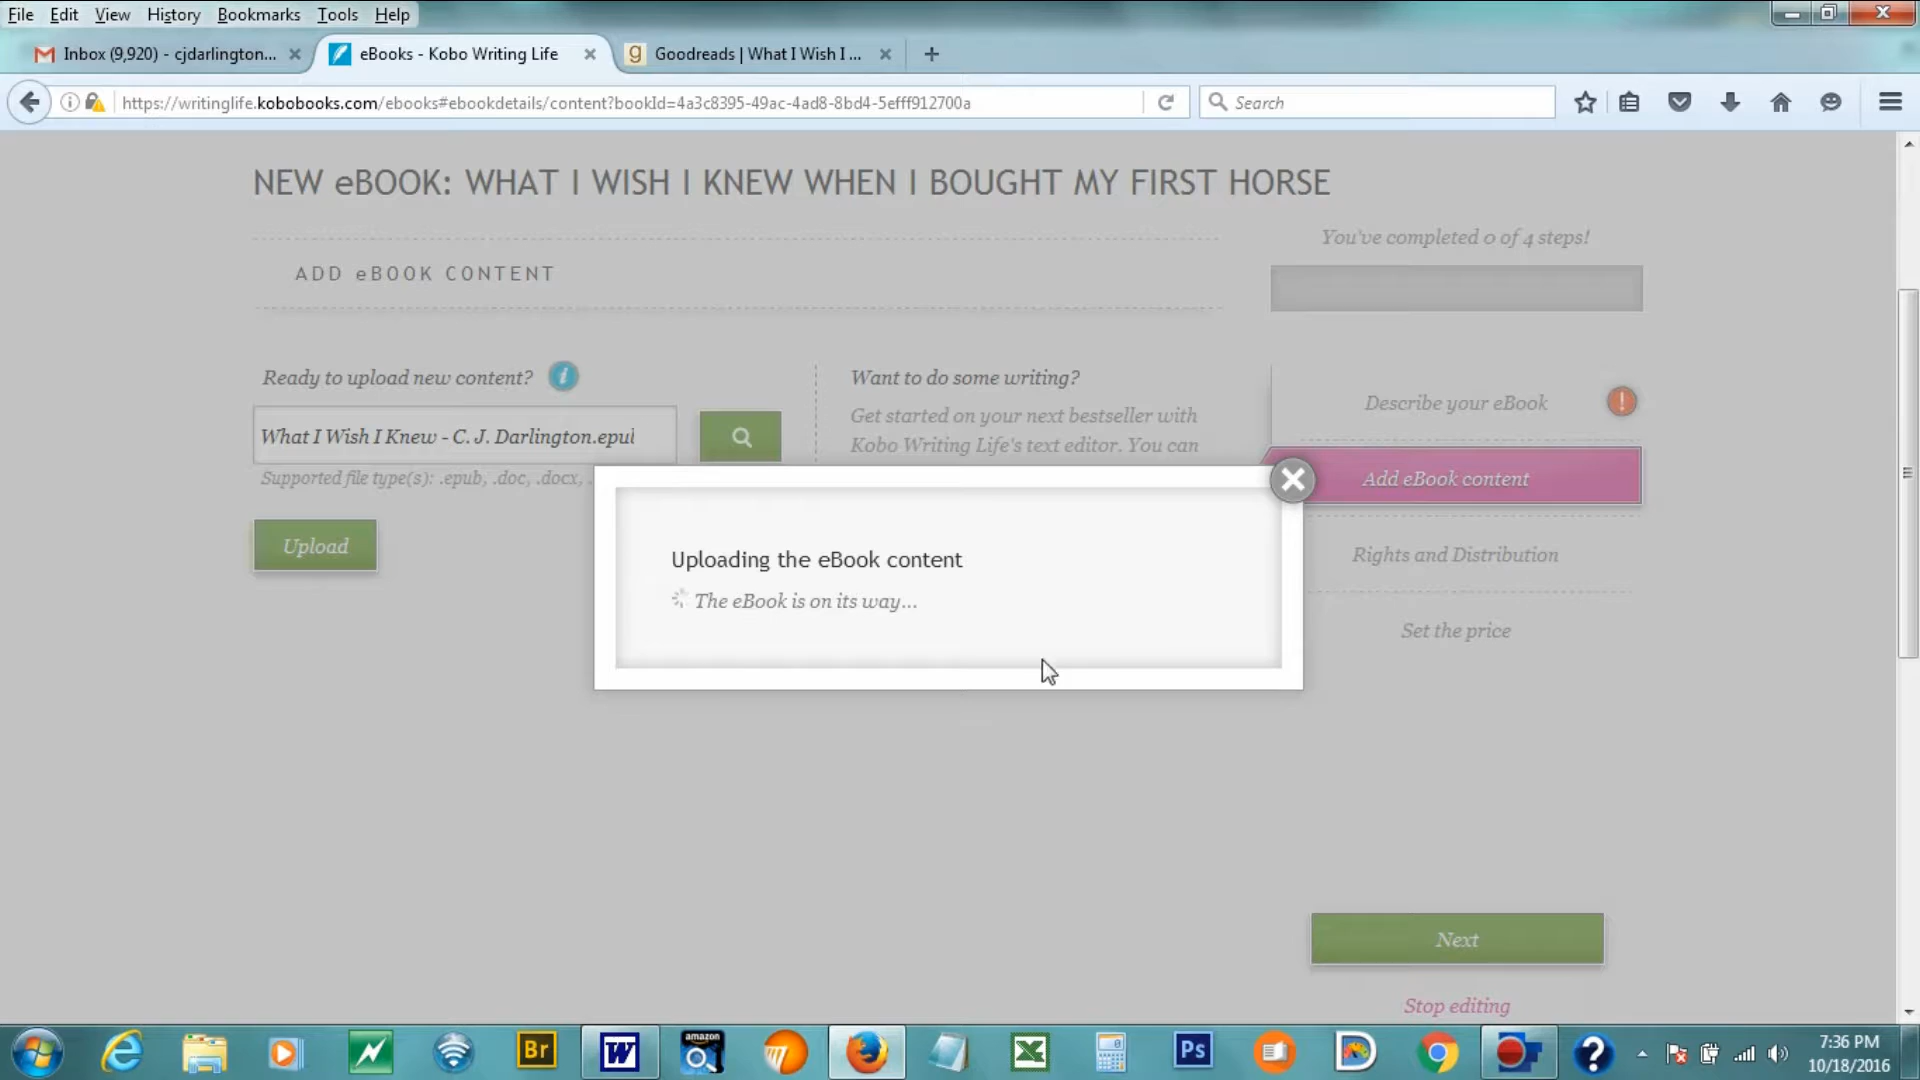 File Edit View History Bookmarks Tools Help
Inbox (9,920) - cjdarlington... eBooks - Kobo Writing Life Goodreads | What I Wish I ...
https://writinglife.kobobooks.com/ebooks#ebookdetails/content?bookId=4a3c8395-49ac-4ad8-8bd4-5efff912700a Search
NEW eBOOK: WHAT I WISH I KNEW WHEN I BOUGHT MY FIRST HORSE
You've completed 0 of 4 steps!
ADD eBOOK CONTENT
Ready to upload new content?
What I Wish I Knew - C. J. Darlington.epub
Supported file type(s): .epub, .doc, .docx, .
Upload
Want to do some writing?
Get started on your next bestseller with
Kobo Writing Life's text editor. You can
Describe your eBook
Add eBook content
Rights and Distribution
Set the price
Uploading the eBook content
The eBook is on its way...
Next
Stop editing
Br
W
amazon
Ps
7:36 PM
10/18/2016